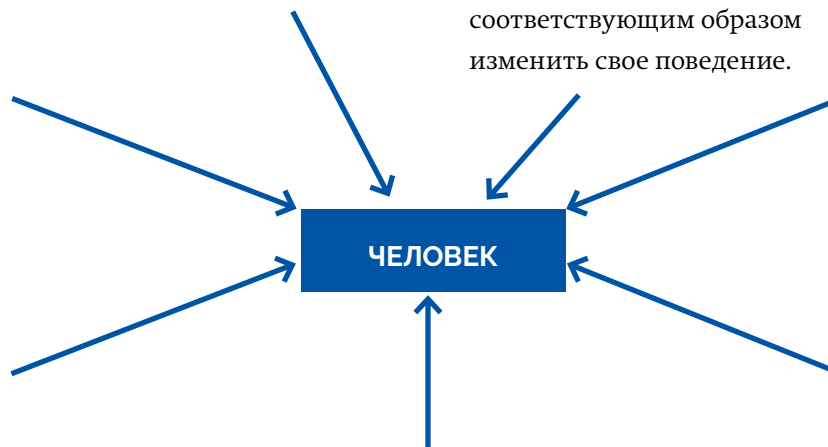 соответствующим образом
изменить свое поведение.
ЧЕЛОВЕК